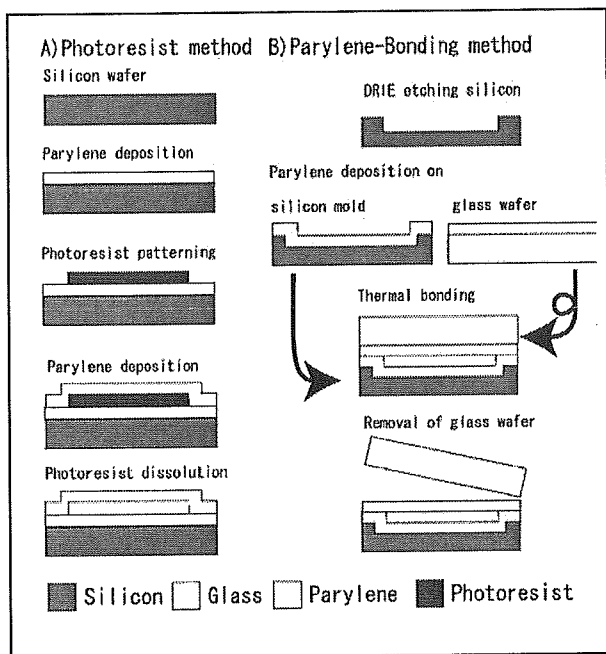 A)Photoresist method
Silicon wafer
Parylene deposition
Photoresist patterning
Parylene deposition
Photoresist dissolution
B)Parylene-Bonding method
DRIE etching silicon
Parylene deposition on
silicon mold
glass wafer
Thermal bonding
Removal of glass wafer
Silicon
Glass
Parylene
Photoresist